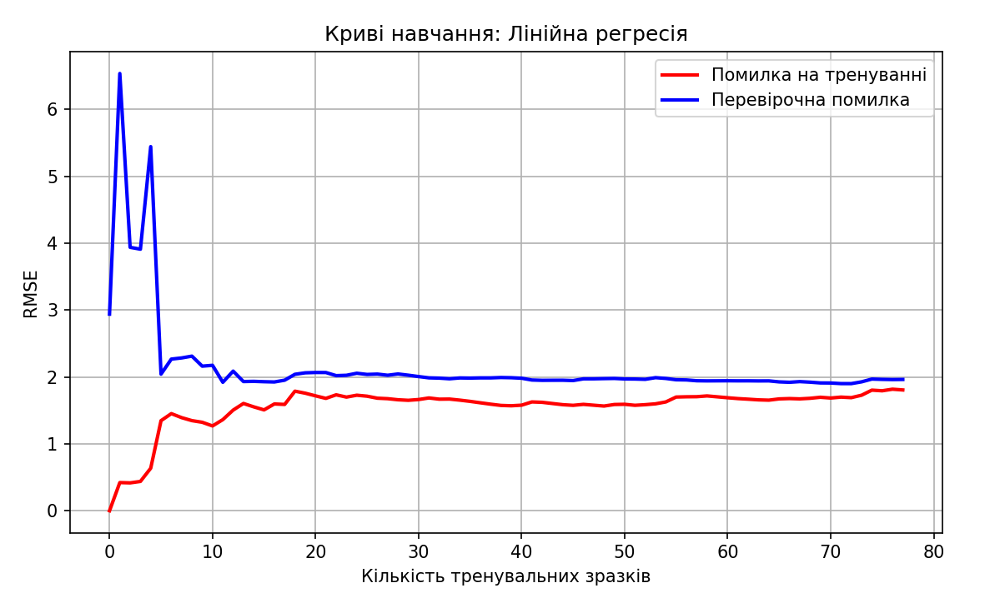 Криві навчання: Лінійна регресія
Помилка на тренуванні
Перевірочна помилка
RMSE
6
5
4
3
2
1
0
0 10 20 30 40 50 60 70 80
Кількість тренувальних зразків